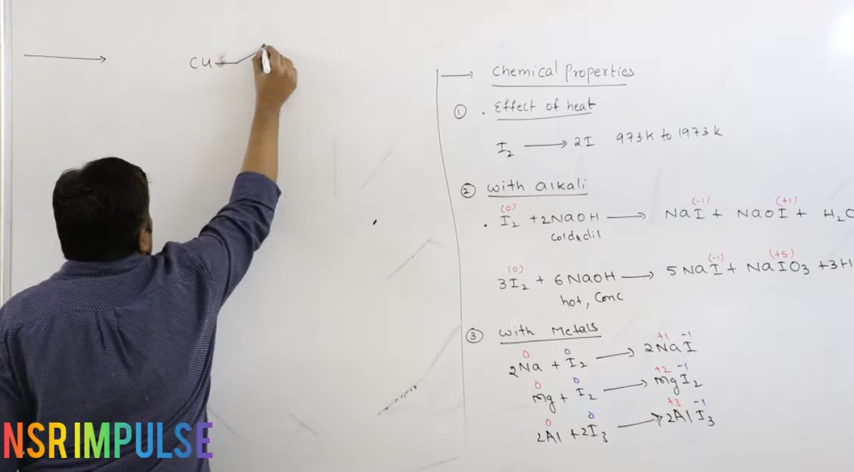 ⟶ CU
⟶ Chemical Properties
① . Effect of heat
I₂ ⟶ 2I 973k to 1973k
② with alkali
(0) (-1) (+1)
. I₂ + 2NaOH ⟶ NaI + NaOI + H₂O
cold&dil
(0) (-1) (+5)
3I₂ + 6NaOH ⟶ 5NaI + NaIO₃ + 3H
hot, conc
③ with Metals
0 0 +1 -1
2Na + I₂ ⟶ 2NaI
0 0 +2 -1
mg + I₂ ⟶ mgI₂
0 0 +3 -1
2Al + 2I₃ ⟶ 2AlI₃
NSR IMPULSE